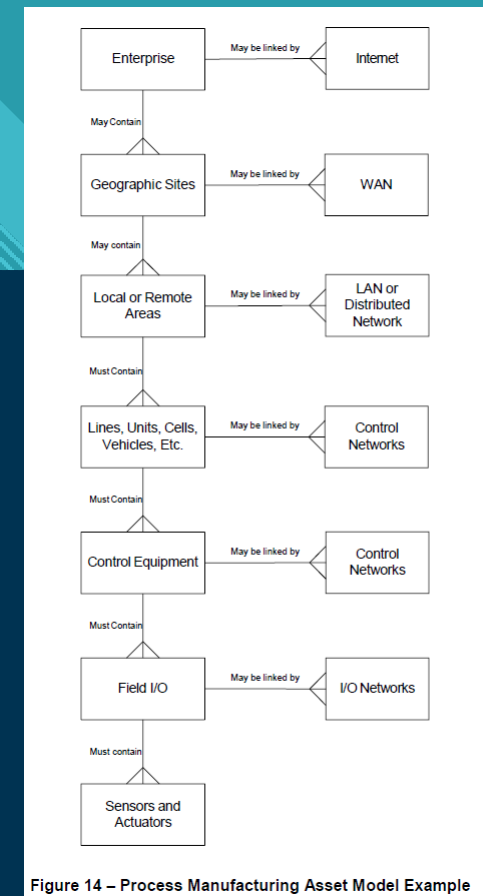 Enterprise
May be linked by
Internet
May Contain
Geographic Sites
May be linked by
WAN
May contain
Local or Remote
Areas
May be linked by
LAN or
Distributed
Network
Must Contain
Lines, Units, Cells,
Vehicles, Etc.
May be linked by
Control
Networks
Must Contain
Control Equipment
May be linked by
Control
Networks
Must Contain
Field I/O
May be linked by
I/O Networks
Must contain
Sensors and
Actuators
Figure 14 – Process Manufacturing Asset Model Example